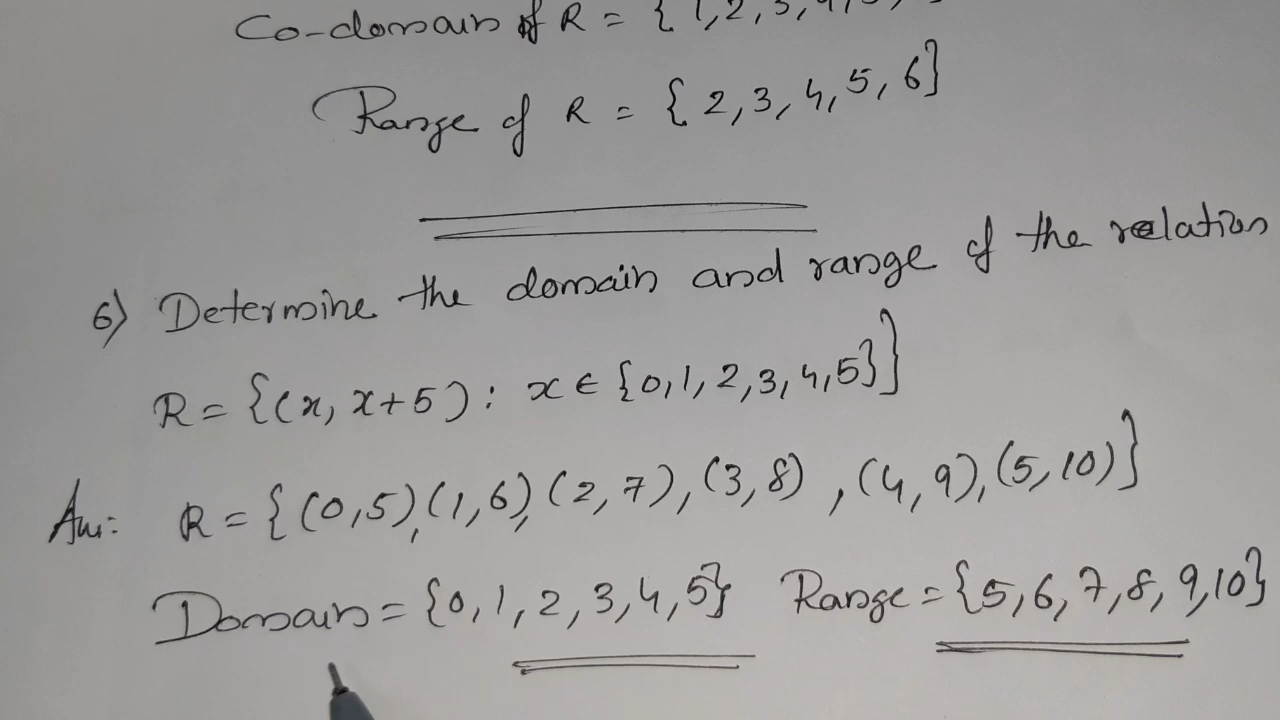 Co-domain of R = { 1, 2, 3, 4,
Range of R = { 2, 3, 4, 5, 6}
6) Determine the domain and range of the relation
R = {(x, x+5) : x ∈ {0, 1, 2, 3, 4, 5}}
Ans: R = { (0,5), (1,6), (2,7), (3,8), (4,9), (5,10)}
Domain = {0, 1, 2, 3, 4, 5} Range = {5, 6, 7, 8, 9, 10}